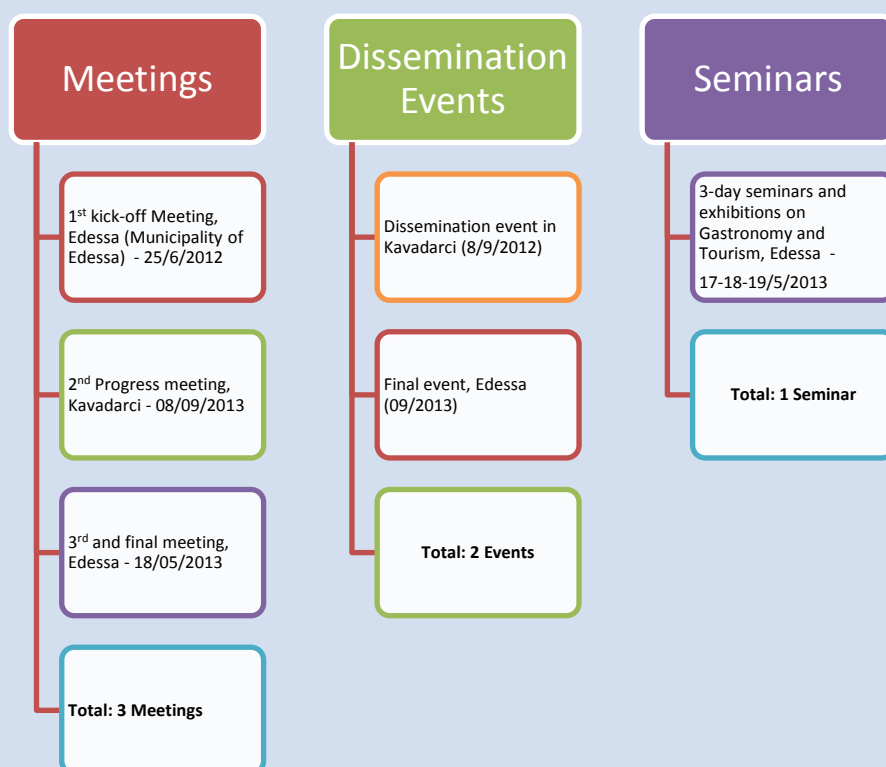 Meetings
1st kick-off Meeting,
Edessa (Municipality of
Edessa) - 25/6/2012
2nd Progress meeting,
Kavadarci - 08/09/2013
3rd and final meeting,
Edessa - 18/05/2013
Total: 3 Meetings
Dissemination
Events
Dissemination event in
Kavadarci (8/9/2012)
Final event, Edessa
(09/2013)
Total: 2 Events
Seminars
3-day seminars and
exhibitions on
Gastronomy and
Tourism, Edessa -
17-18-19/5/2013
Total: 1 Seminar